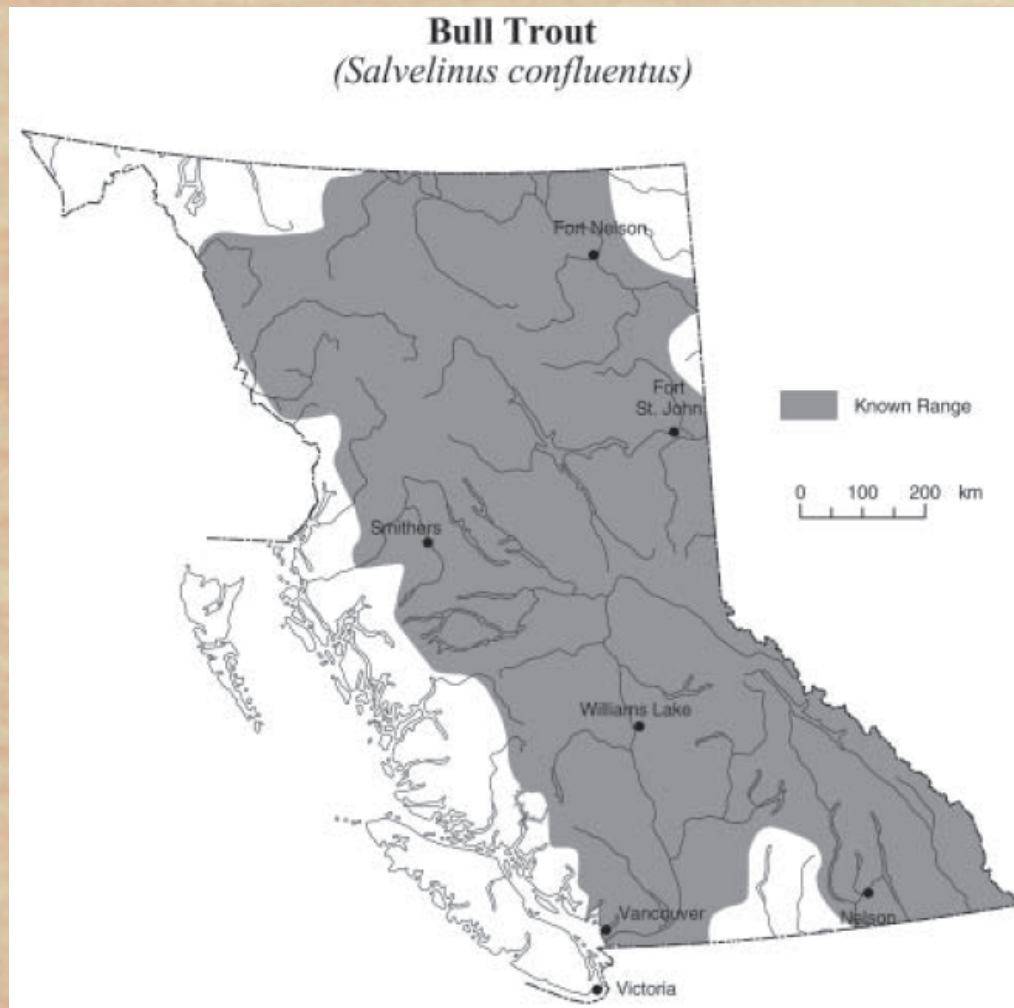 Bull Trout
(Salvelinus confluentus)
Fort Nelson
Fort
St. John
Known Range
0 100 200 km
Smithers
Williams Lake
Nelson
Vancouver
Victoria